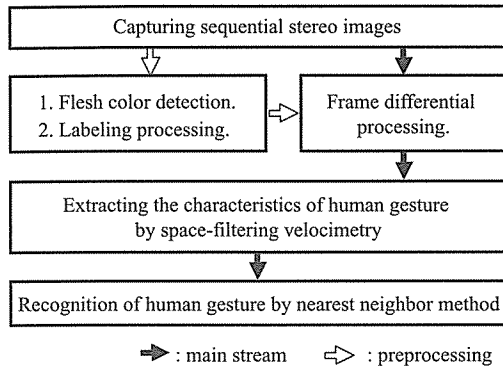 Capturing sequential stereo images
1. Flesh color detection.
2. Labeling processing.
Frame differential
processing.
Extracting the characteristics of human gesture
by space-filtering velocimetry
Recognition of human gesture by nearest neighbor method
: main stream
: preprocessing